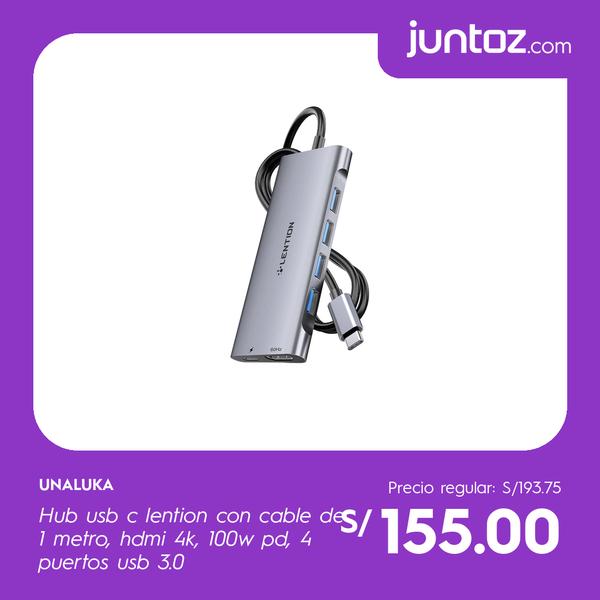 juntoz.com
LENTION
60Hz
UNALUKA
Hub usb c lention con cable de
1 metro, hdmi 4k, 100w pd, 4
puertos usb 3.0
Precio regular: S/193.75
S/155.00